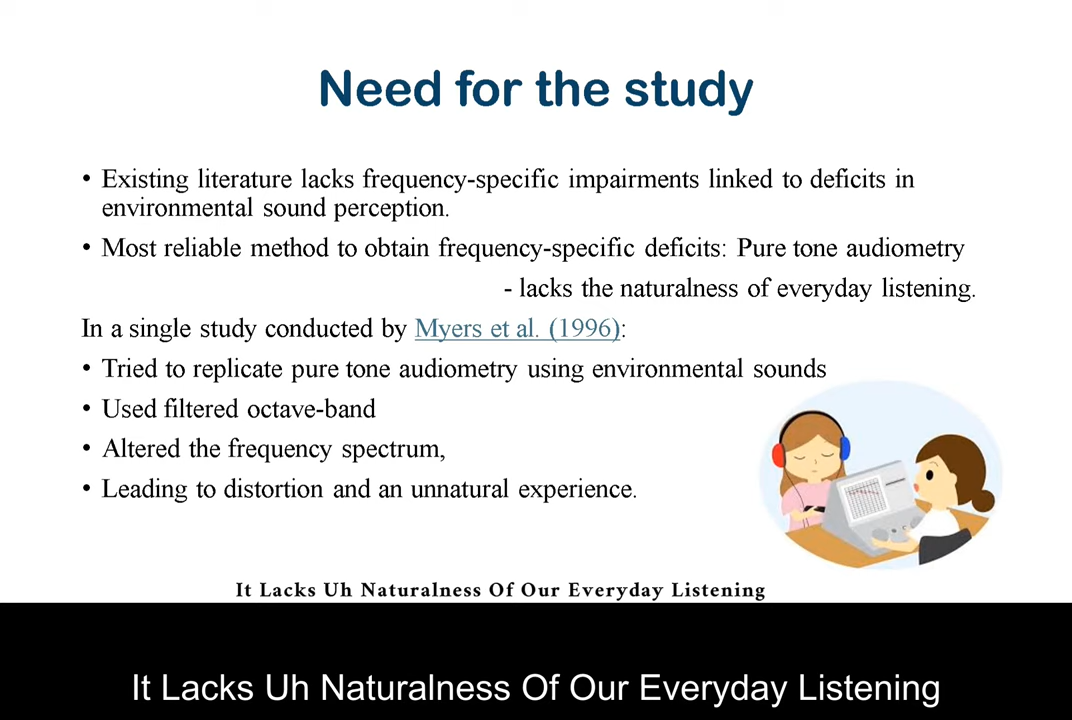 Need for the study
• Existing literature lacks frequency-specific impairments linked to deficits in
environmental sound perception.
• Most reliable method to obtain frequency-specific deficits: Pure tone audiometry
- lacks the naturalness of everyday listening.
In a single study conducted by Myers et al. (1996):
• Tried to replicate pure tone audiometry using environmental sounds
• Used filtered octave-band
• Altered the frequency spectrum,
• Leading to distortion and an unnatural experience.
It Lacks Uh Naturalness Of Our Everyday Listening
It Lacks Uh Naturalness Of Our Everyday Listening